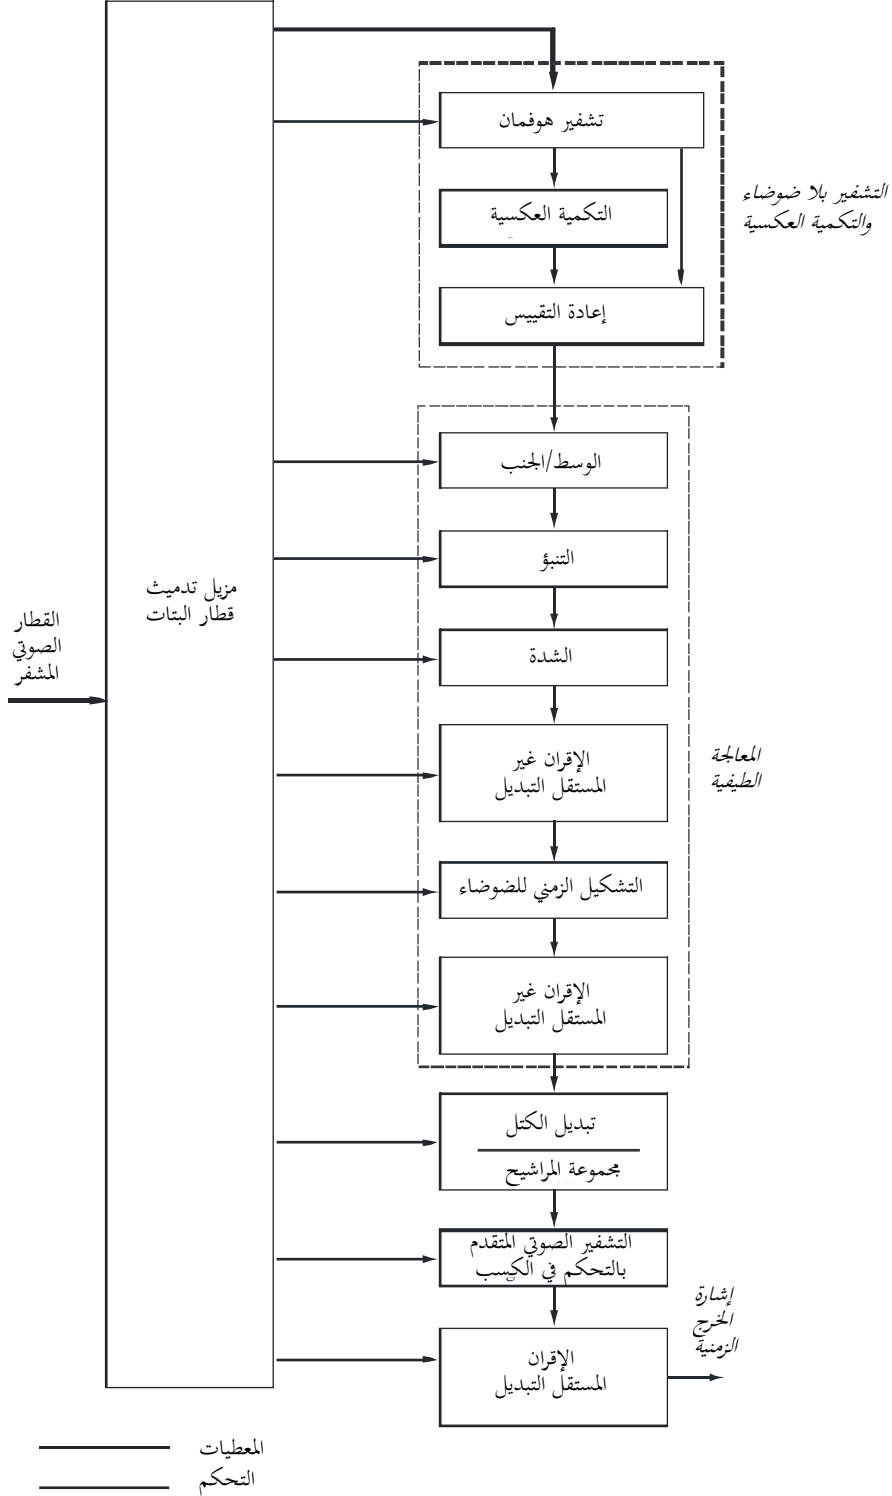 تشفير هوفمان
التشفير بلا ضوضاء
والتكمية العكسية
التكمية العكسية
إعادة التقييس
الوسط/الجنب
التنبؤ
مزيل تدميث
قطار البتات
القطار
الصوتي
المشفر
الشدة
الإقران غير
المستقل التبديل
المعالجة
الطيفية
التشكيل الزمني للضوضاء
الإقران غير
المستقل التبديل
تبديل الكتل
مجموعة المراشيح
التشفير الصوتي المتقدم
بالتحكم في الكسب
إشارة
الخرج
الزمنية
الإقران
المستقل التبديل
المعطيات
التحكم